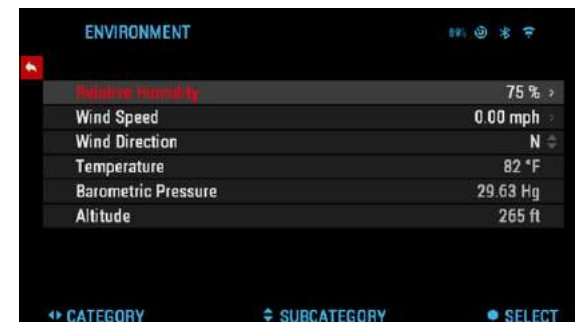 ENVIRONMENT 89%
Relative Humidity 75 %
Wind Speed 0.00 mph
Wind Direction N
Temperature 82 °F
Barometric Pressure 29.63 Hg
Altitude 265 ft
CATEGORY SUBCATEGORY SELECT